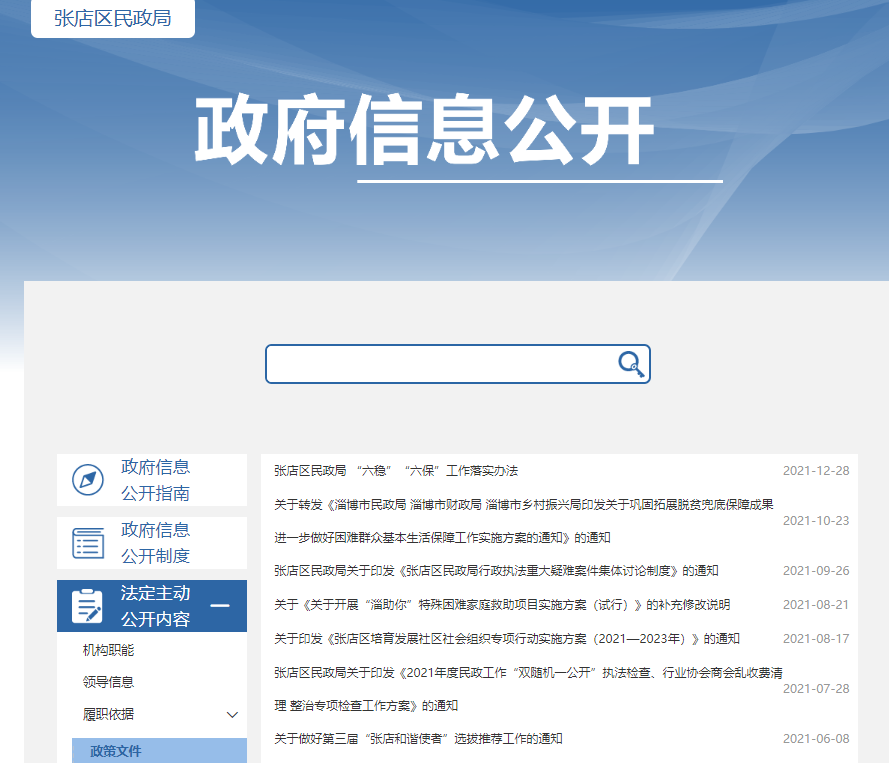 张店区民政局
政府信息公开
政府信息
公开指南
政府信息
公开制度
法定主动
公开内容
机构职能
领导信息
履职依据
政策文件
张店区民政局 “六稳” “六保” 工作落实办法 2021-12-28
关于转发《淄博市民政局 淄博市财政局 淄博市乡村振兴局印发关于巩固拓展脱贫兜底保障成果
进一步做好困难群众基本生活保障工作实施方案的通知》的通知 2021-10-23
张店区民政局关于印发《张店区民政局行政执法重大疑难案件集体讨论制度》的通知 2021-09-26
关于《关于开展“淄助你”特殊困难家庭救助项目实施方案（试行）》的补充修改说明 2021-08-21
关于印发《张店区培育发展社区社会组织专项行动实施方案（2021—2023年）》的通知 2021-08-17
张店区民政局关于印发《2021年度民政工作“双随机一公开”执法检查、行业协会商会乱收费清
理 整治专项检查工作方案》的通知 2021-07-28
关于做好第三届“张店和谐使者”选拔推荐工作的通知 2021-06-08